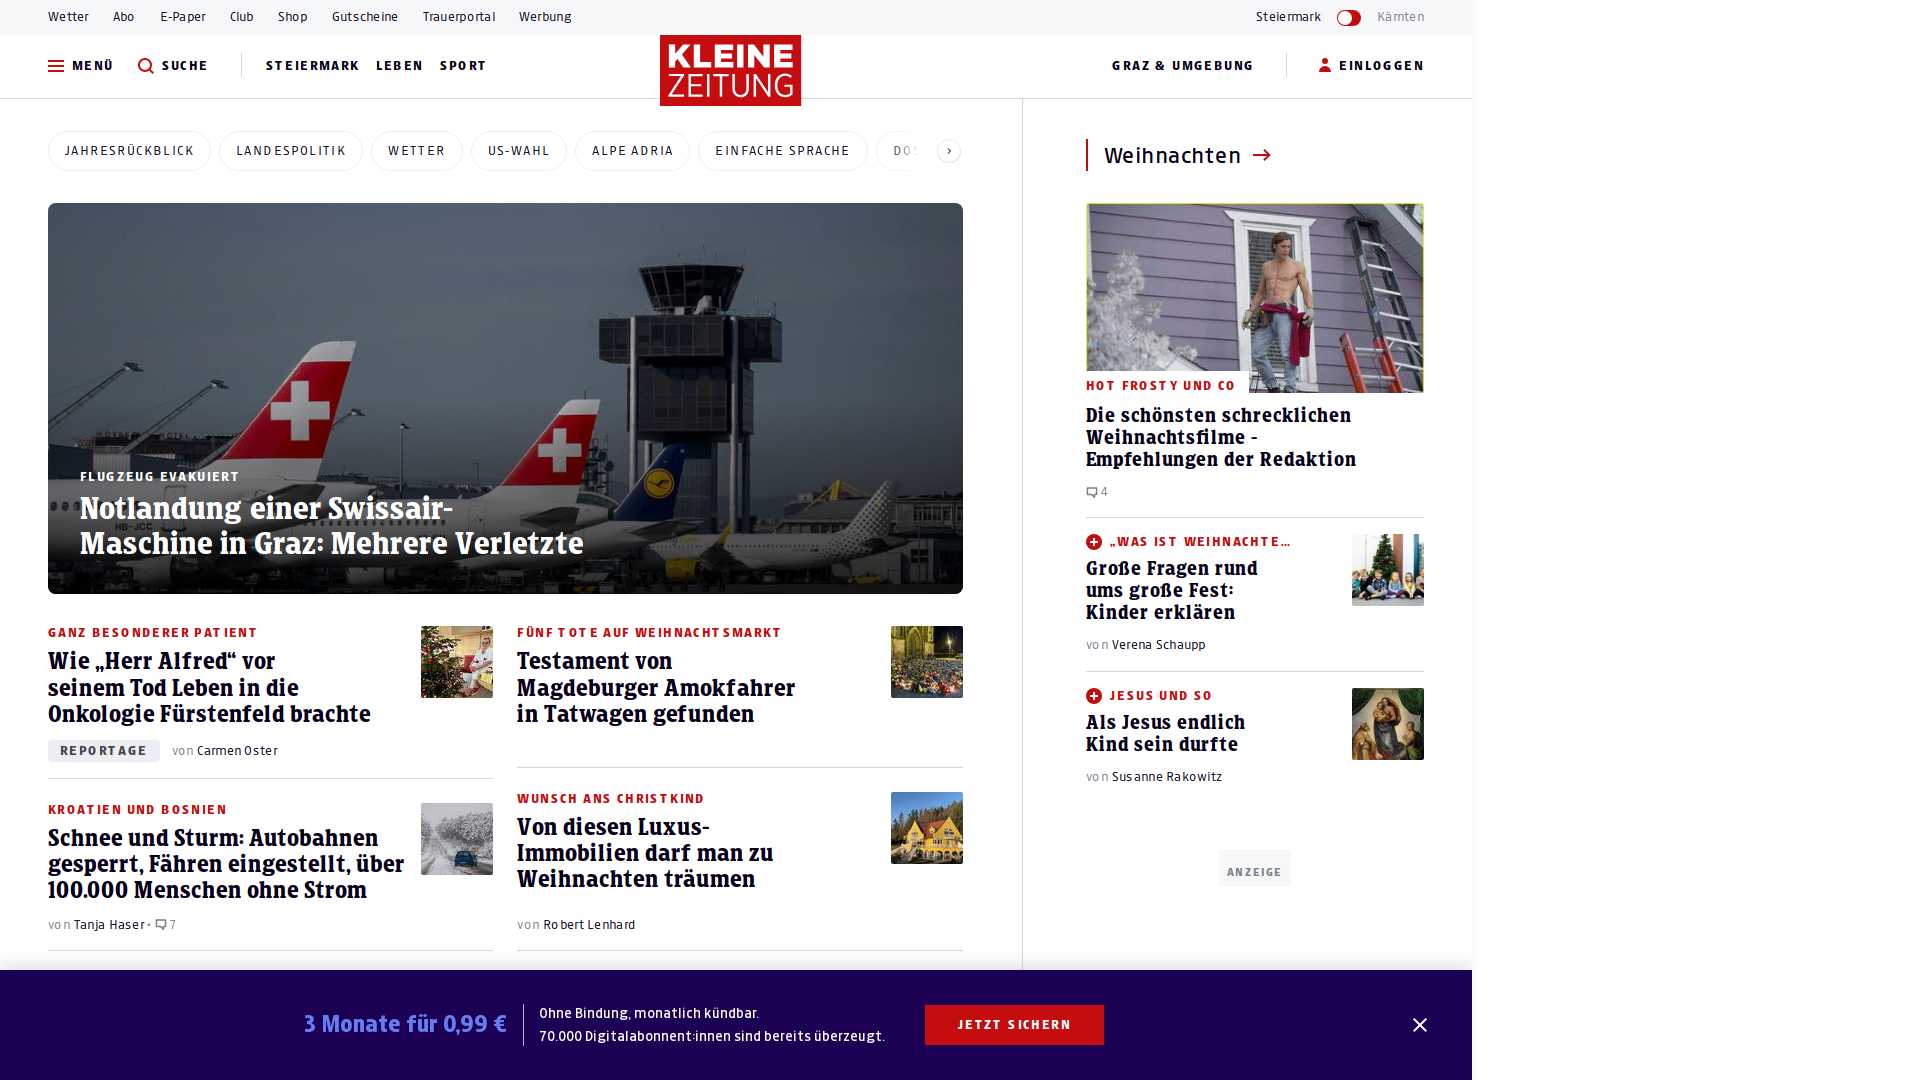 Wetter Abo E-Paper Club Shop Gutscheine Trauerportal Werbung Steiermark Kärnten
MENÜ SUCHE STEIERMARK LEBEN SPORT KLEINE ZEITUNG GRAZ & UMGEBUNG EINLOGGEN
JAHRESRÜCKBLICK LANDESPOLITIK WETTER US-WAHL ALPE ADRIA EINFACHE SPRACHE
FLUGZEUG EVAKUIERT
Notlandung einer Swissair-
Maschine in Graz: Mehrere Verletzte
GANZ BESONDERER PATIENT
Wie „Herr Alfred“ vor
seinem Tod Leben in die
Onkologie Fürstenfeld brachte
REPORTAGE von Carmen Oster
FÜNF TOTE AUF WEIHNACHTSMARKT
Testament von
Magdeburger Amokfahrer
in Tatwagen gefunden
KROATIEN UND BOSNIEN
Schnee und Sturm: Autobahnen
gesperrt, Fähren eingestellt, über
100.000 Menschen ohne Strom
von Tanja Haser • 7
WUNSCH ANS CHRISTKIND
Von diesen Luxus-
Immobilien darf man zu
Weihnachten träumen
von Robert Lenhard
Weihnachten
HOT FROSTY UND CO
Die schönsten schrecklichen
Weihnachtsfilme -
Empfehlungen der Redaktion
4
„WAS IST WEIHNACHTE…
Große Fragen rund
ums große Fest:
Kinder erklären
von Verena Schaupp
JESUS UND SO
Als Jesus endlich
Kind sein durfte
von Susanne Rakowitz
ANZEIGE
3 Monate für 0,99 €
Ohne Bindung, monatlich kündbar.
70.000 Digitalabonnent:innen sind bereits überzeugt.
JETZT SICHERN